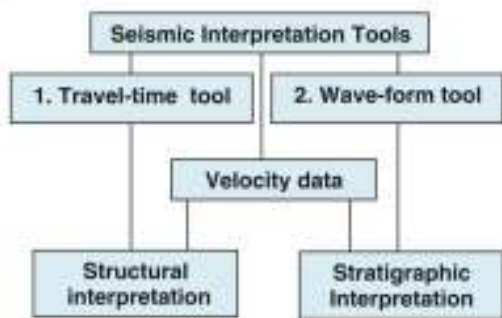 Seismic Interpretation Tools
1. Travel-time tool
2. Wave-form tool
Velocity data
Structural
interpretation
Stratigraphic
Interpretation